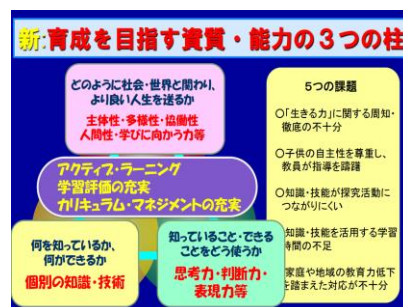 新:育成を目指す資質・能力の3つの柱
どのように社会・世界と関わり、
より良い人生を送るか
主体性・多様性・協働性
人間性・学びに向かう力等
アクティブ・ラーニング
学習評価の充実
カリキュラム・マネジメントの充実
何を知っているか、
何ができるか
個別の知識・技術
知っていること・できる
ことをどう使うか
思考力・判断力・
表現力等
5つの課題
○「生きる力」に関する周知・
徹底の不十分
○子供の自主性を尊重し、
教員が指導を躊躇
○知識・技能が探究活動に
つながりにくい
知識・技能を活用する学習
時間の不足
家庭や地域の教育力低下
を踏まえた対応が不十分